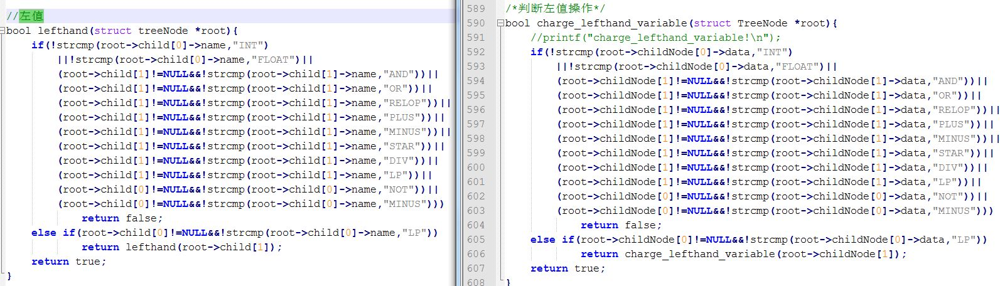 //左值
bool lefthand(struct treeNode *root){
if(!strcmp(root->child[0]->name,"INT")
||!strcmp(root->child[0]->name,"FLOAT")||
(root->child[1]!=NULL&&!strcmp(root->child[1]->name,"AND"))||
(root->child[1]!=NULL&&!strcmp(root->child[1]->name,"OR"))||
(root->child[1]!=NULL&&!strcmp(root->child[1]->name,"RELOP"))||
(root->child[1]!=NULL&&!strcmp(root->child[1]->name,"PLUS"))||
(root->child[1]!=NULL&&!strcmp(root->child[1]->name,"MINUS"))||
(root->child[1]!=NULL&&!strcmp(root->child[1]->name,"STAR"))||
(root->child[1]!=NULL&&!strcmp(root->child[1]->name,"DIV"))||
(root->child[1]!=NULL&&!strcmp(root->child[1]->name,"LP"))||
(root->child[0]!=NULL&&!strcmp(root->child[0]->name,"NOT"))||
(root->child[0]!=NULL&&!strcmp(root->child[0]->name,"MINUS")))
return false;
else if(root->child[0]!=NULL&&!strcmp(root->child[0]->name,"LP"))
return lefthand(root->child[1]);
return true;
}
589 /*判断左值操作*/
590 bool charge_lefthand_variable(struct TreeNode *root){
591 //printf("charge_lefthand_variable!\n");
592 if(!strcmp(root->childNode[0]->data,"INT")
593 ||!strcmp(root->childNode[0]->data,"FLOAT")||
594 (root->childNode[1]!=NULL&&!strcmp(root->childNode[1]->data,"AND"))||
595 (root->childNode[1]!=NULL&&!strcmp(root->childNode[1]->data,"OR"))||
596 (root->childNode[1]!=NULL&&!strcmp(root->childNode[1]->data,"RELOP"))||
597 (root->childNode[1]!=NULL&&!strcmp(root->childNode[1]->data,"PLUS"))||
598 (root->childNode[1]!=NULL&&!strcmp(root->childNode[1]->data,"MINUS"))||
599 (root->childNode[1]!=NULL&&!strcmp(root->childNode[1]->data,"STAR"))||
600 (root->childNode[1]!=NULL&&!strcmp(root->childNode[1]->data,"DIV"))||
601 (root->childNode[1]!=NULL&&!strcmp(root->childNode[1]->data,"LP"))||
602 (root->childNode[0]!=NULL&&!strcmp(root->childNode[0]->data,"NOT"))||
603 (root->childNode[0]!=NULL&&!strcmp(root->childNode[0]->data,"MINUS")))
604 return false;
605 else if(root->childNode[0]!=NULL&&!strcmp(root->childNode[0]->data,"LP"))
606 return charge_lefthand_variable(root->childNode[1]);
607 return true;
608 }